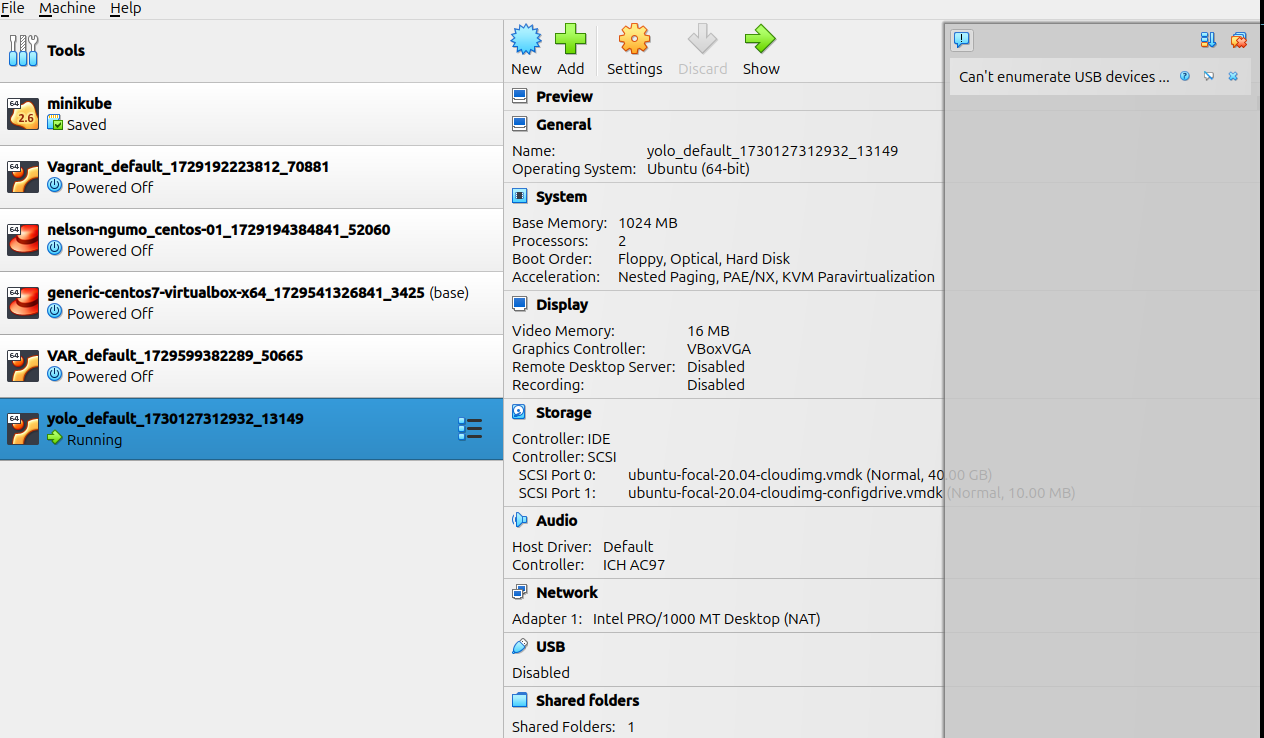 File Machine Help
Tools
64
2.6
minikube
Saved
64
Vagrant_default_1729192223812_70881
Powered Off
64
nelson-ngumo_centos-01_1729194384841_52060
Powered Off
64
generic-centos7-virtualbox-x64_1729541326841_3425 (base)
Powered Off
64
VAR_default_1729599382289_50665
Powered Off
64
yolo_default_1730127312932_13149
Running
New Add Settings Discard Show
Preview
General
Name: yolo_default_1730127312932_13149
Operating System: Ubuntu (64-bit)
System
Base Memory: 1024 MB
Processors: 2
Boot Order: Floppy, Optical, Hard Disk
Acceleration: Nested Paging, PAE/NX, KVM Paravirtualization
Display
Video Memory: 16 MB
Graphics Controller: VBoxVGA
Remote Desktop Server: Disabled
Recording: Disabled
Storage
Controller: IDE
Controller: SCSI
SCSI Port 0: ubuntu-focal-20.04-cloudimg.vmdk (Normal, 40.00 GB)
SCSI Port 1: ubuntu-focal-20.04-cloudimg-configdrive.vmdk (Normal, 10.00 MB)
Audio
Host Driver: Default
Controller: ICH AC97
Network
Adapter 1: Intel PRO/1000 MT Desktop (NAT)
USB
Disabled
Shared folders
Shared Folders: 1
Can't enumerate USB devices ...